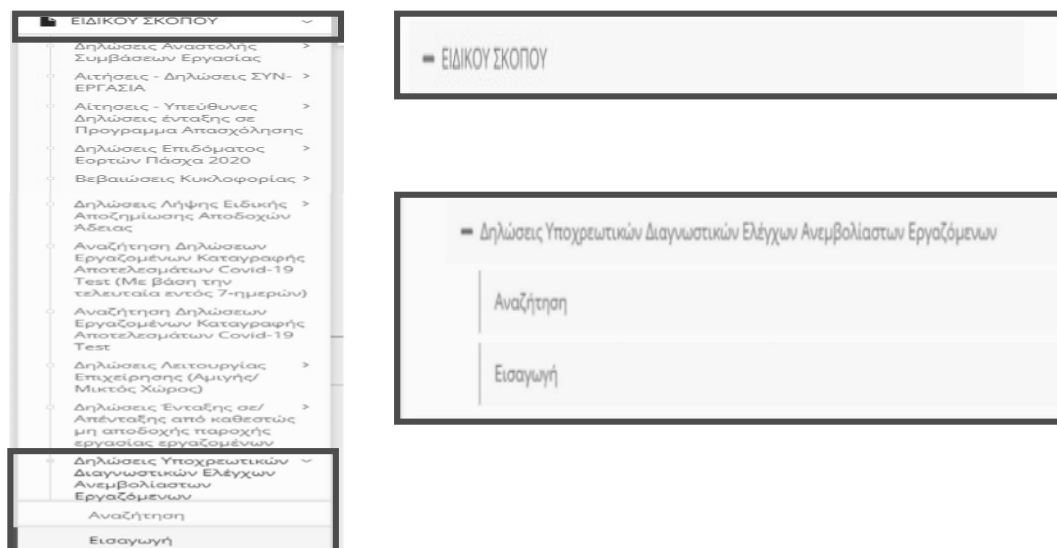 ΕΙΔΙΚΟΥ ΣΚΟΠΟΥ
Δηλώσεις Αναστολής
Συμβάσεων Εργασίας
Αιτήσεις - Δηλώσεις ΣΥΝ-
ΕΡΓΑΣΙΑ
Αίτησεις - Υπεύθυνες
Δηλώσεις ένταξης σε
Πρόγραμμα Απασχόλησης
Δηλώσεις Επιδόματος
Εορτών Πάσχα 2020
Βεβαιώσεις Κυκλοφορίας
Δηλώσεις Λήψης Ειδικής
Αποζημίωσης Αποδοχών
Άδειας
Αναζήτηση Δηλώσεων
Εργαζομένων Καταγραφής
Αποτελεσμάτων Covid-19
Test (Με βάση την
τελευταία εντός 7-ημερών)
Αναζήτηση Δηλώσεων
Εργαζομένων Καταγραφής
Αποτελεσμάτων Covid-19
Test
Δηλώσεις Λειτουργίας
Επιχείρησης (Αμιγής/
Μικτός Χώρος)
Δηλώσεις Ένταξης σε/
Απένταξης από καθεστώς
μη αποδοχής παροχής
εργασίας εργαζομένων
Δηλώσεις Υποχρεωτικών
Διαγνωστικών Ελέγχων
Ανεμβολίαστων
Εργαζόμενων
Αναζήτηση
Εισαγωγή
ΕΙΔΙΚΟΥ ΣΚΟΠΟΥ
Δηλώσεις Υποχρεωτικών Διαγνωστικών Ελέγχων Ανεμβολίαστων Εργαζόμενων
Αναζήτηση
Εισαγωγή